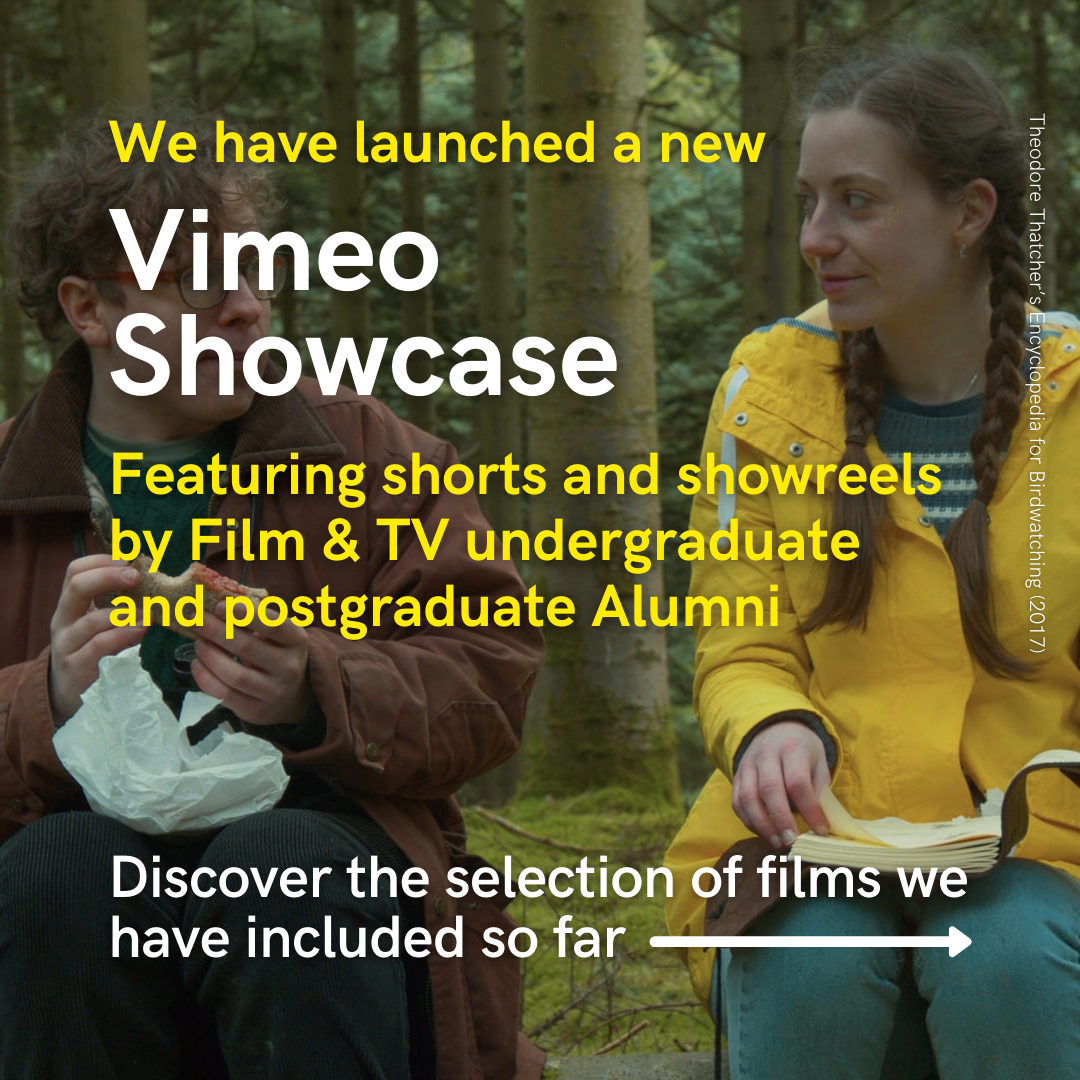 We have launched a new
Vimeo
Showcase
Featuring shorts and showreels
by Film & TV undergraduate
and postgraduate Alumni
Discover the selection of films we
have included so far
Theodore Thatcher's Encyclopedia for Birdwatching (2017)